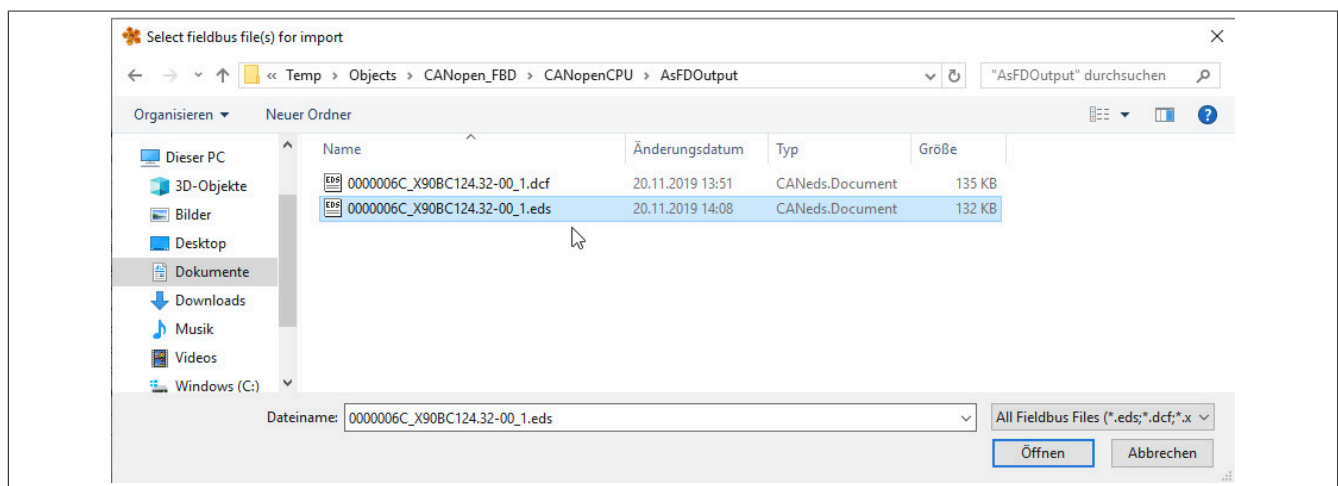 Select fieldbus file(s) for import
« Temp > Objects > CANopen_FBD > CANopenCPU > AsFDOutput
"AsFDOutput" durchsuchen
Organisieren Neuer Ordner
Name Änderungsdatum Typ Größe
Dieser PC
3D-Objekte
Bilder
Desktop
Dokumente
Downloads
Musik
Videos
Windows (C:)
EDS 0000006C_X90BC124.32-00_1.dcf 20.11.2019 13:51 CANeds.Document 135 KB
EDS 0000006C_X90BC124.32-00_1.eds 20.11.2019 14:08 CANeds.Document 132 KB
Dateiname: 0000006C_X90BC124.32-00_1.eds
All Fieldbus Files (*.eds;*.dcf;*.x
Öffnen Abbrechen